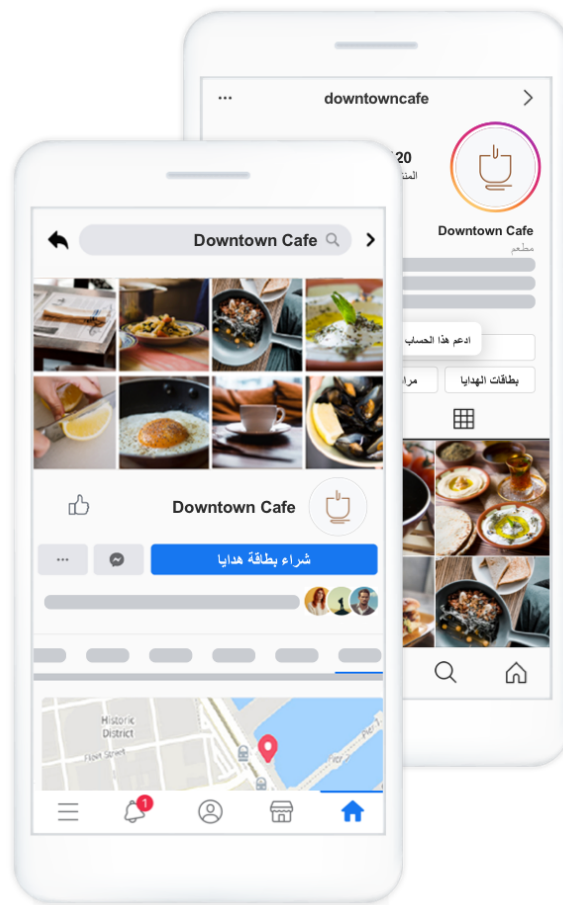 downtowncafe
20
Downtown Cafe
مطعم
ادعم هذا الحساب
بطاقات الهدايا
Downtown Cafe
Downtown Cafe
شراء بطاقة هدايا
Historic
District
Fleet Street
1